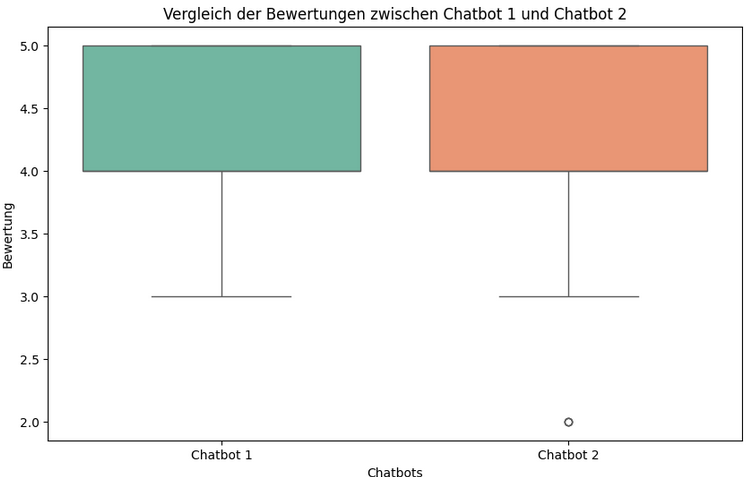 Vergleich der Bewertungen zwischen Chatbot 1 und Chatbot 2
5.0
4.5
4.0
3.5
3.0
2.5
2.0
Bewertung
Chatbot 1
Chatbot 2
Chatbots